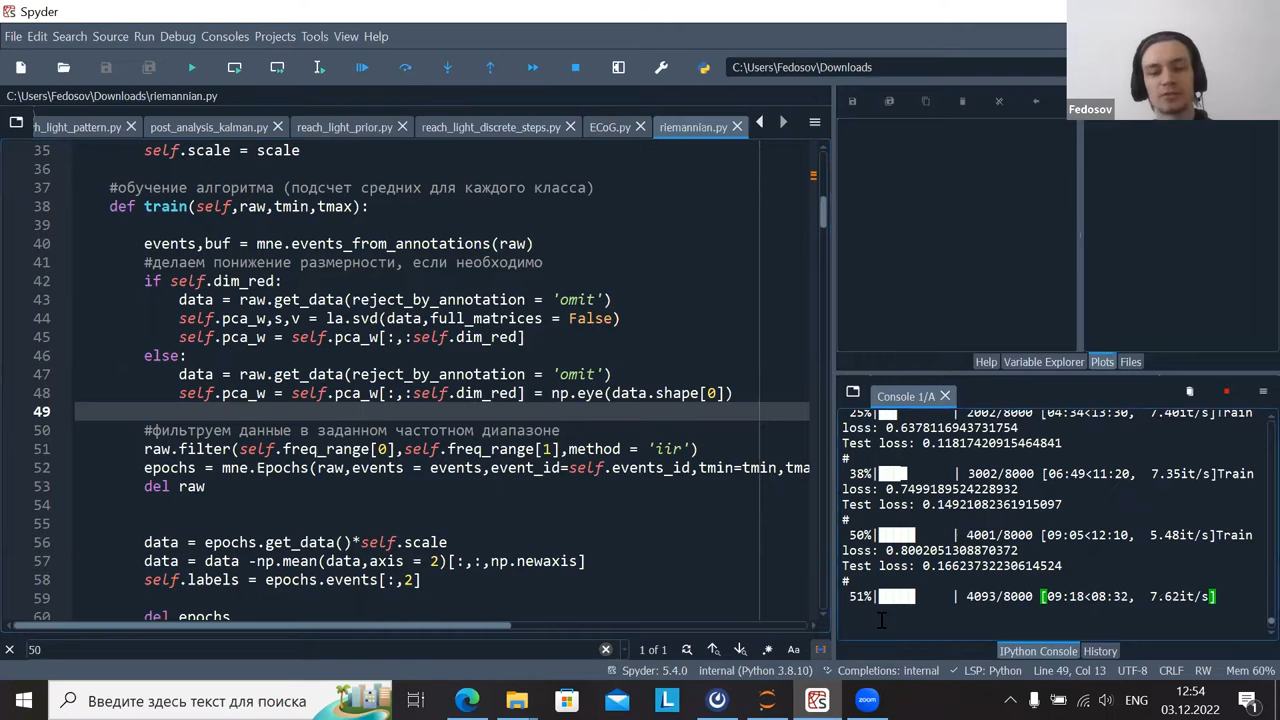 Spyder
File Edit Search Source Run Debug Consoles Projects Tools View Help
C:\Users\Fedosov\Downloads
Fedosov
C:\Users\Fedosov\Downloads\riemannian.py
h_light_pattern.py post_analysis_kalman.py reach_light_prior.py reach_light_discrete_steps.py ECoG.py riemannian.py
35 self.scale = scale
36
37 #обучение алгоритма (подсчет средних для каждого класса)
38 def train(self,raw,tmin,tmax):
39
40 events,buf = mne.events_from_annotations(raw)
41 #делаем понижение размерности, если необходимо
42 if self.dim_red:
43 data = raw.get_data(reject_by_annotation = 'omit')
44 self.pca_w,s,v = la.svd(data,full_matrices = False)
45 self.pca_w = self.pca_w[:,:self.dim_red]
46 else:
47 data = raw.get_data(reject_by_annotation = 'omit')
48 self.pca_w = self.pca_w[:,:self.dim_red] = np.eye(data.shape[0])
49
50 #фильтруем данные в заданном частотном диапазоне
51 raw.filter(self.freq_range[0],self.freq_range[1],method = 'iir')
52 epochs = mne.Epochs(raw,events = events,event_id=self.events_id,tmin=tmin,tma
53 del raw
54
55
56 data = epochs.get_data()*self.scale
57 data = data -np.mean(data,axis = 2)[:,:,np.newaxis]
58 self.labels = epochs.events[:,2]
59
60 del epochs
50
1 of 1
Aa
Help Variable Explorer Plots Files
Console 1/A
25%| | 2002/8000 [04:34<13:30, 7.40it/s]Train
loss: 0.6378116943731754
Test loss: 0.11817420915464841
#
38%| | 3002/8000 [06:49<11:20, 7.35it/s]Train
loss: 0.7499189524228932
Test loss: 0.14921082361915097
#
50%| | 4001/8000 [09:05<12:10, 5.48it/s]Train
loss: 0.8002051308870372
Test loss: 0.16623732230614524
#
51%| | 4093/8000 [09:18<08:32, 7.62it/s]
IPython Console History
Spyder: 5.4.0 internal (Python 3.8.10) Completions: internal LSP: Python Line 49, Col 13 UTF-8 CRLF RW Mem 60%
Введите здесь текст для поиска
L
zoom
ENG
12:54
03.12.2022
1